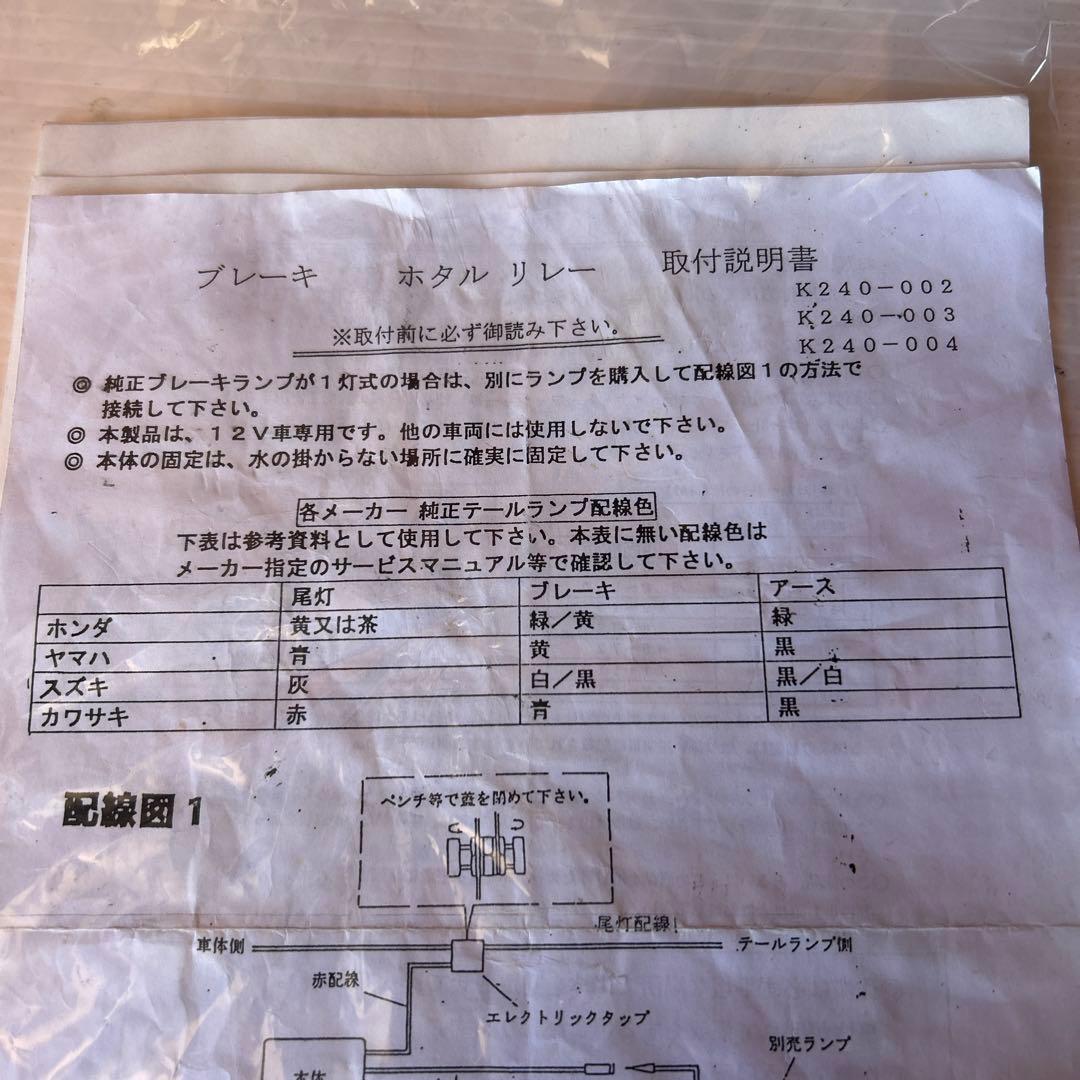 ブレーキ ホタル リレー 取付説明書
K240-002
K240-003
K240-004
※取付前に必ず御読み下さい。
◎ 純正ブレーキランプが1灯式の場合は、別にランプを購入して配線図1の方法で
接続して下さい。
◎ 本製品は、12V車専用です。他の車両には使用しないで下さい。
◎ 本体の固定は、水の掛からない場所に確実に固定して下さい。
各メーカー 純正テールランプ配線色
下表は参考資料として使用して下さい。本表に無い配線色は
メーカー指定のサービスマニュアル等で確認して下さい。
尾灯 ブレーキ アース
ホンダ 黄又は茶 緑/黄 緑
ヤマハ 青 黄 黒
スズキ 灰 白/黒 黒/白
カワサキ 赤 青 黒
配線図1
ペンチ等で蓋を閉めて下さい。
尾灯配線
車体側 テールランプ側
赤配線
エレクトリックタップ
別売ランプ
本体